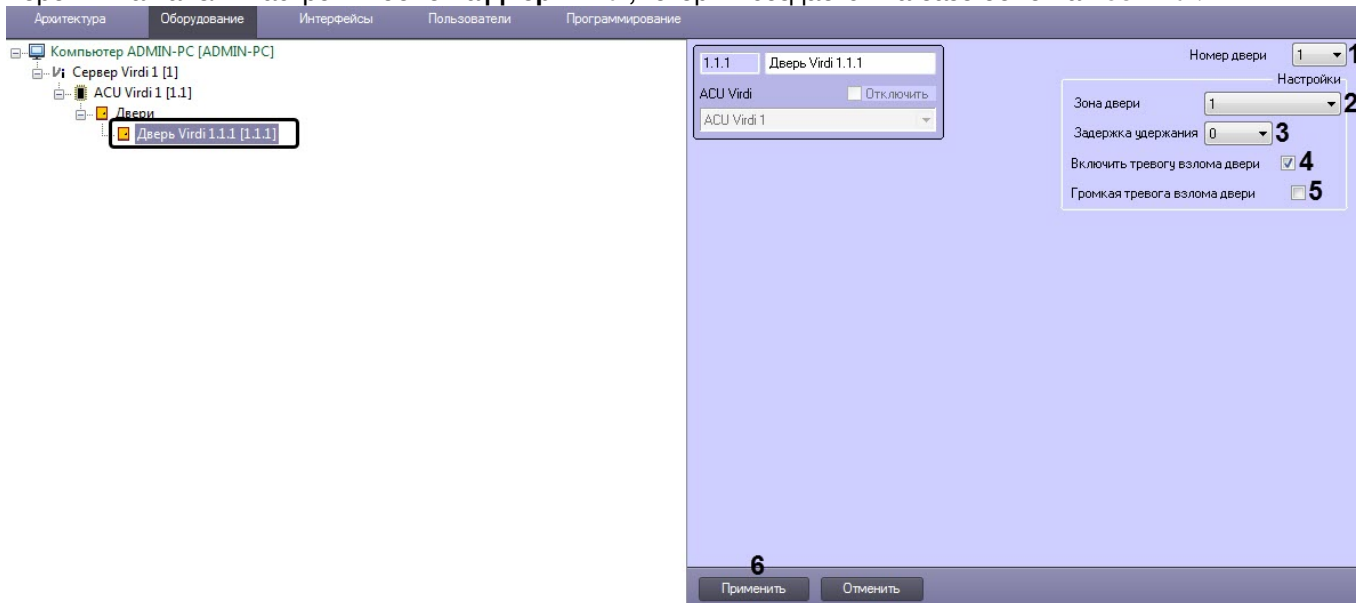 Архитектура Оборудование Интерфейсы Пользователи Программирование
Компьютер ADMIN-PC [ADMIN-PC]
Сервер Virdi 1 [1]
ACU Virdi 1 [1.1]
Двери
Дверь Virdi 1.1.1 [1.1.1]
1.1.1 Дверь Virdi 1.1.1
ACU Virdi Отключить
ACU Virdi 1
Номер двери 1 1
Настройки
Зона двери 1 2
Задержка удержания 0 3
Включить тревогу взлома двери 4
Громкая тревога взлома двери 5
6
Применить Отменить